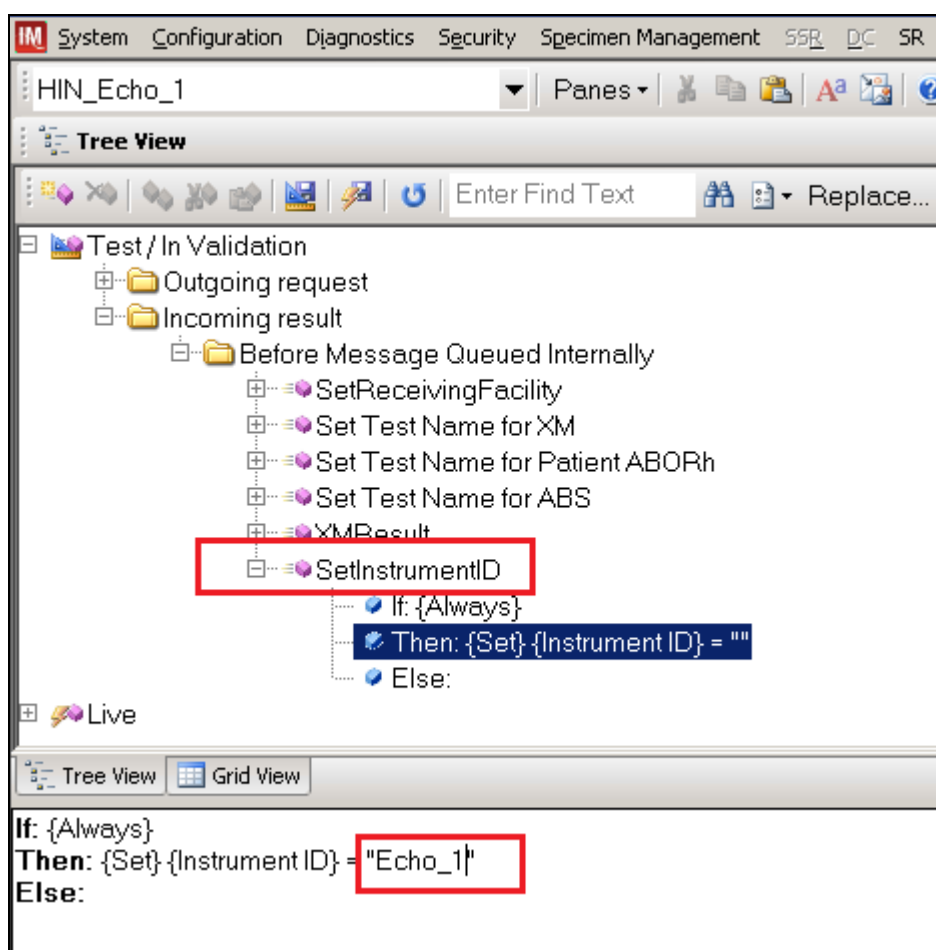 IM System Configuration Diagnostics Security Specimen Management SSR DC SR
HIN_Echo_1 Panes
Tree View
Enter Find Text Replace...
Test / In Validation
Outgoing request
Incoming result
Before Message Queued Internally
SetReceivingFacility
Set Test Name for XM
Set Test Name for Patient ABORh
Set Test Name for ABS
XMResult
SetInstrumentID
If: {Always}
Then: {Set} {Instrument ID} = ""
Else:
Live
Tree View Grid View
If: {Always}
Then: {Set} {Instrument ID} = "Echo_1"
Else: